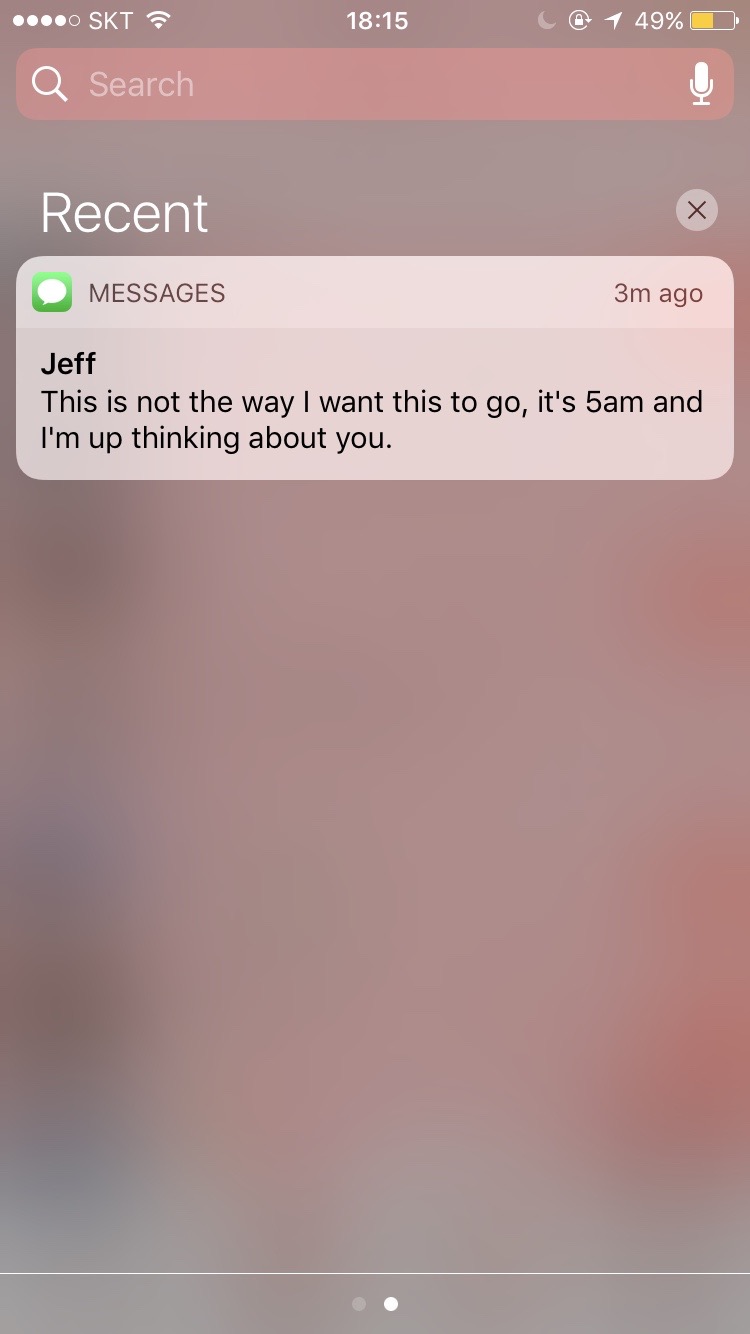 SKT 18:15 49%
Search
Recent
MESSAGES 3m ago
Jeff
This is not the way I want this to go, it's 5am and
I'm up thinking about you.